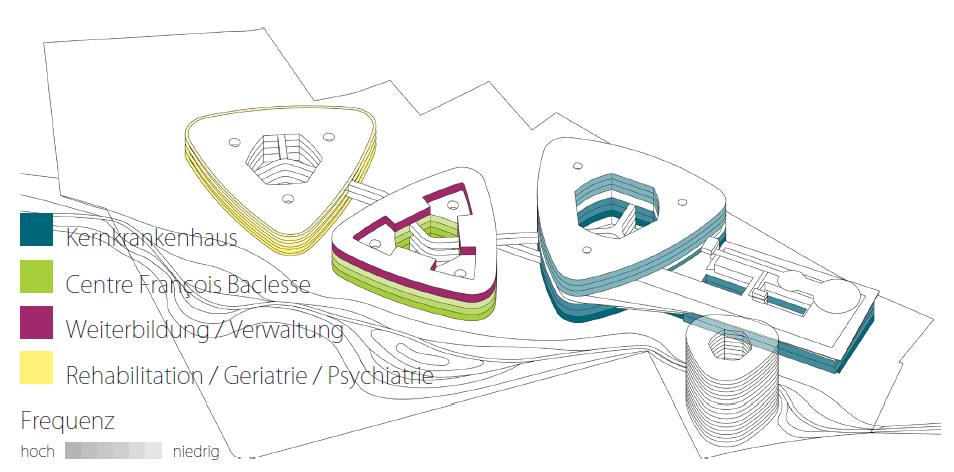 Kernkrankenhaus
Centre François Baclesse
Weiterbildung / Verwaltung
Rehabilitation / Geriatrie / Psychiatrie
Frequenz
hoch niedrig